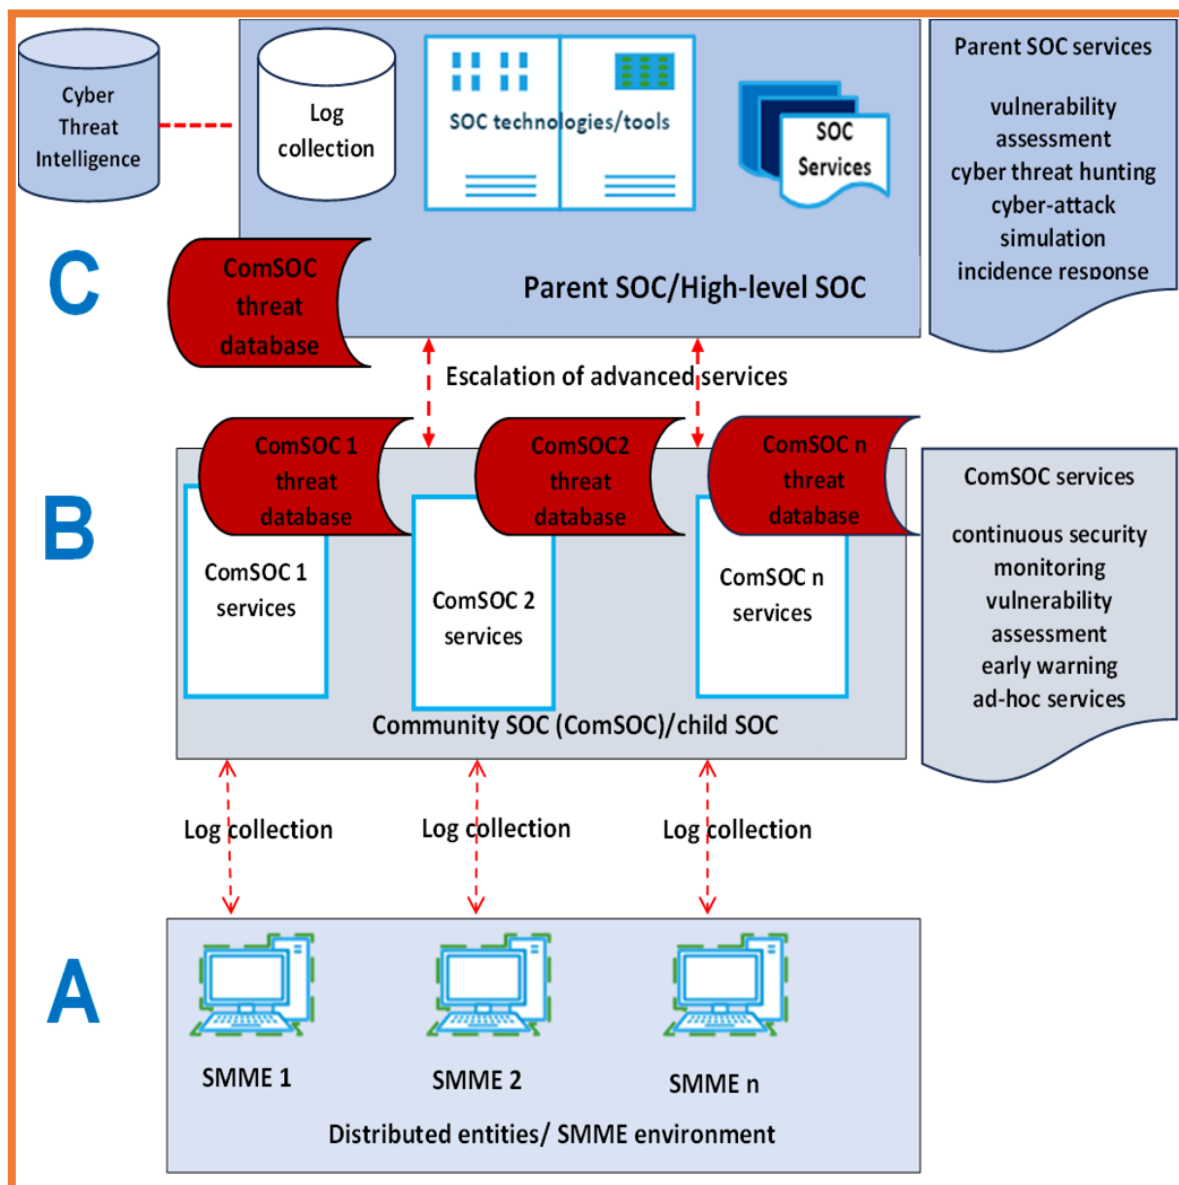 Cyber
Threat
Intelligence
Log
collection
SOC technologies/tools
SOC
Services
Parent SOC services
vulnerability
assessment
cyber threat hunting
cyber-attack
simulation
incidence response
C
ComSOC
threat
database
Parent SOC/High-level SOC
Escalation of advanced services
B
ComSOC 1
threat
database
ComSOC2
threat
database
ComSOC n
threat
database
ComSOC 1
services
ComSOC 2
services
ComSOC n
services
Community SOC (ComSOC)/child SOC
ComSOC services
continuous security
monitoring
vulnerability
assessment
early warning
ad-hoc services
Log collection
Log collection
Log collection
A
SMME 1
SMME 2
SMME n
Distributed entities/ SMME environment